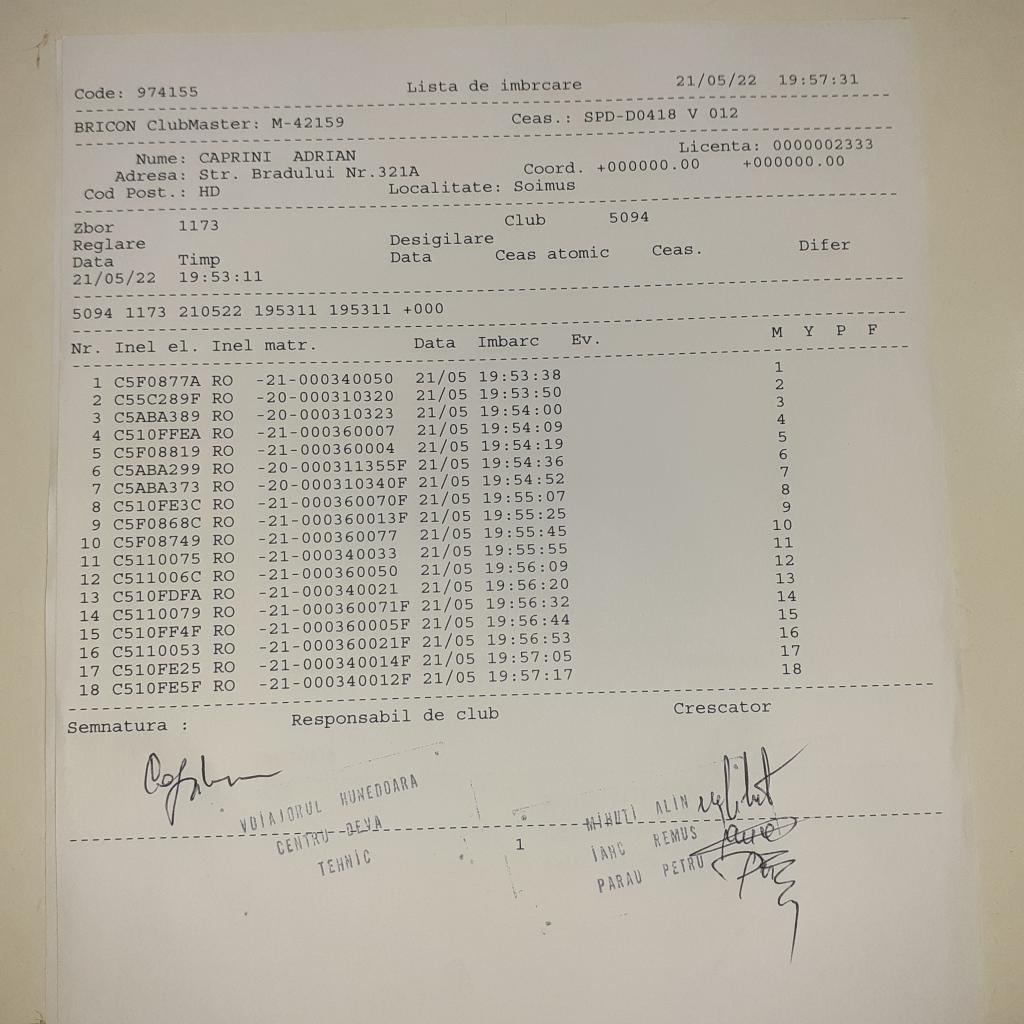 Code: 974155 Lista de imbrcare 21/05/22 19:57:31
BRICON ClubMaster: M-42159 Ceas.: SPD-D0418 V 012
Nume: CAPRINI ADRIAN Licenta: 0000002333
Adresa: Str. Bradului Nr.321A Coord. +000000.00 +000000.00
Cod Post.: HD Localitate: Soimus
Zbor 1173 Club 5094
Reglare Desigilare
Data Timp Data Ceas atomic Ceas. Difer
21/05/22 19:53:11
5094 1173 210522 195311 195311 +000
Nr. Inel el. Inel matr. Data Imbarc Ev. M Y P F
1 C5F0877A RO -21-000340050 21/05 19:53:38 1
2 C55C289F RO -20-000310320 21/05 19:53:50 2
3 C5ABA389 RO -20-000310323 21/05 19:54:00 3
4 C510FFEA RO -21-000360007 21/05 19:54:09 4
5 C5F08819 RO -21-000360004 21/05 19:54:19 5
6 C5ABA299 RO -20-000311355F 21/05 19:54:36 6
7 C5ABA373 RO -20-000310340F 21/05 19:54:52 7
8 C510FE3C RO -21-000360070F 21/05 19:55:07 8
9 C5F0868C RO -21-000360013F 21/05 19:55:25 9
10 C5F08749 RO -21-000360077 21/05 19:55:45 10
11 C5110075 RO -21-000340033 21/05 19:55:55 11
12 C511006C RO -21-000360050 21/05 19:56:09 12
13 C510FDFA RO -21-000340021 21/05 19:56:20 13
14 C5110079 RO -21-000360071F 21/05 19:56:32 14
15 C510FF4F RO -21-000360005F 21/05 19:56:44 15
16 C5110053 RO -21-000360021F 21/05 19:56:53 16
17 C510FE25 RO -21-000340014F 21/05 19:57:05 17
18 C510FE5F RO -21-000340012F 21/05 19:57:17 18
Semnatura : Responsabil de club Crescator
VOIAJORUL HUNEDOARA
CENTRU DEVA
TEHNIC
1
MIHUTI ALIN
IANC REMUS
PARAU PETRU